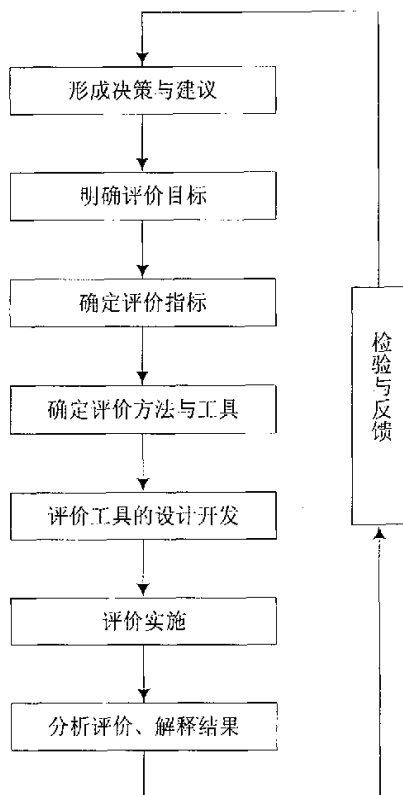 形成决策与建议
明确评价目标
确定评价指标
确定评价方法与工具
评价工具的设计开发
评价实施
分析评价、解释结果
检验与反馈